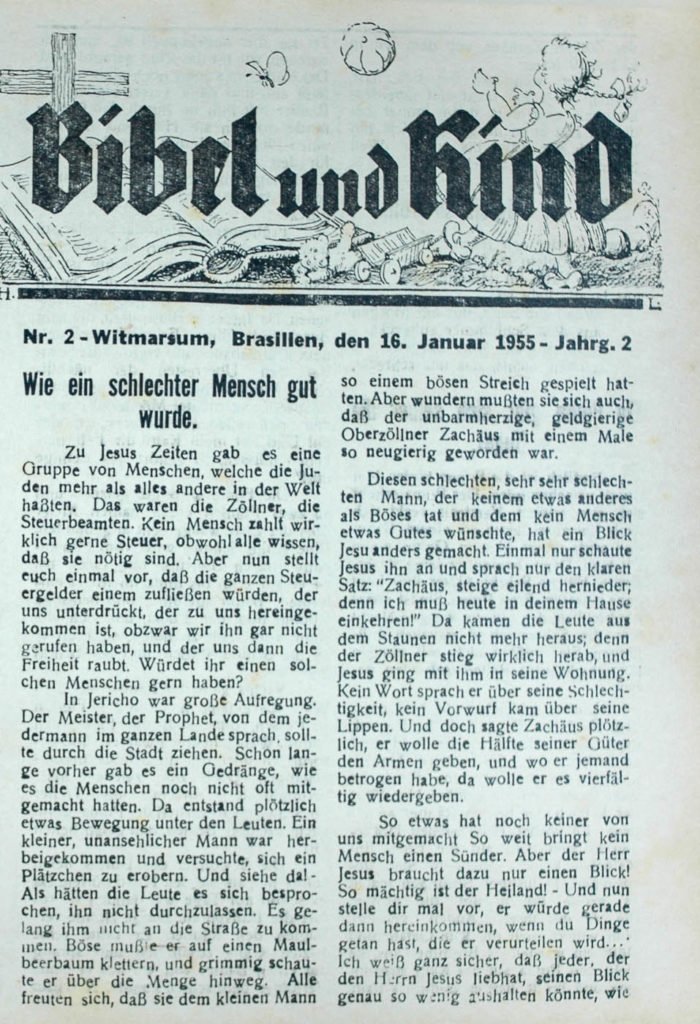 Bibel und Kind
H.
L.
Nr. 2 - Witmarsum, Brasilien, den 16. Januar 1955 - Jahrg. 2
Wie ein schlechter Mensch gut
wurde.
Zu Jesus Zeiten gab es eine
Gruppe von Menschen, welche die Ju-
den mehr als alles andere in der Welt
haßten. Das waren die Zöllner, die
Steuerbeamten. Kein Mensch zahlt wir-
klich gerne Steuer, obwohl alle wissen,
daß sie nötig sind. Aber nun stellt
euch einmal vor, daß die ganzen Steu-
ergelder einem zufließen würden, der
uns unterdrückt, der zu uns hereinge-
kommen ist, obzwar wir ihn gar nicht
gerufen haben, und der uns dann die
Freiheit raubt. Würdet ihr einen sol-
chen Menschen gern haben?
In Jericho war große Aufregung.
Der Meister, der Prophet, von dem je-
dermann im ganzen Lande sprach, soll-
te durch die Stadt ziehen. Schon lan-
ge vorher gab es ein Gedränge, wie
es die Menschen noch nicht oft mit-
gemacht hatten. Da entstand plötzlich
etwas Bewegung unter den Leuten. Ein
kleiner, unansehlicher Mann war her-
beigekommen und versuchte, sich ein
Plätzchen zu erobern. Und siehe da!-
Als hätten die Leute es sich bespro-
chen, ihn nicht durchzulassen. Es ge-
lang ihm nicht an die Straße zu kom-
men. Böse mußte er auf einen Maul-
beerbaum klettern, und grimmig schau-
te er über die Menge hinweg. Alle
freuten sich, daß sie dem kleinen Mann
so einem bösen Streich gespielt hat-
ten. Aber wundern mußten sie sich auch,
daß der unbarmherzige, geldgierige
Oberzöllner Zachäus mit einem Male
so neugierig geworden war.
Diesen schlechten, sehr sehr schlech-
ten Mann, der keinem etwas anderes
als Böses tat und dem kein Mensch
etwas Gutes wünschte, hat ein Blick
Jesu anders gemacht. Einmal nur schaute
Jesus ihn an und sprach nur den klaren
Satz: "Zachäus, steige eilend hernieder;
denn ich muß heute in deinem Hause
einkehren!" Da kamen die Leute aus
dem Staunen nicht mehr heraus; denn
der Zöllner stieg wirklich herab, und
Jesus ging mit ihm in seine Wohnung.
Kein Wort sprach er über seine Schlech-
tigkeit, kein Vorwurf kam über seine
Lippen. Und doch sagte Zachäus plötz-
lich, er wolle die Hälfte seiner Güter
den Armen geben, und wo er jemand
betrogen habe, da wolle er es vierfäl-
tig wiedergeben.
So etwas hat noch keiner von
uns mitgemacht So weit bringt kein
Mensch einen Sünder. Aber der Herr
Jesus braucht dazu nur einen Blick!
So mächtig ist der Heiland! - Und nun
stelle dir mal vor, er würde gerade
dann hereinkommen, wenn du Dinge
getan hast, die er verurteilen wird...'
Ich weiß ganz sicher, daß jeder, der
den Herrn Jesus liebhat, seinen Blick
genau so wenig aushalten könnte, wie